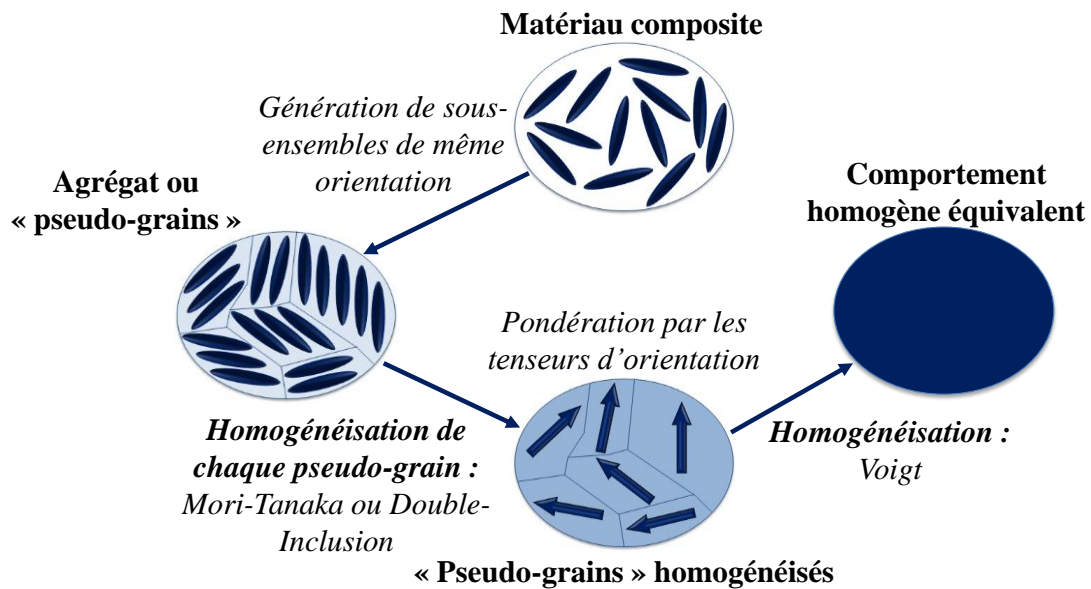 Matériau composite
Génération de sous-
ensembles de même
orientation
Agrégat ou
« pseudo-grains »
Comportement
homogène équivalent
Pondération par les
tenseurs d’orientation
Homogénéisation de
chaque pseudo-grain :
Mori-Tanaka ou Double-
Inclusion
Homogénéisation :
Voigt
« Pseudo-grains » homogénéisés